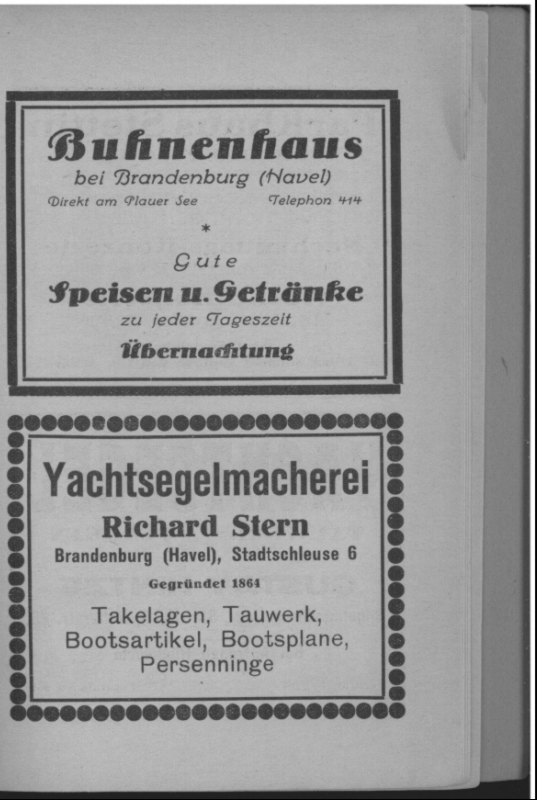 Buhnenhaus
bei Brandenburg (Havel)
Direkt am Plauer See Telephon 414
*
Gute
Speisen u. Getränke
zu jeder Tageszeit
Übernachtung
Yachtsegelmacherei
Richard Stern
Brandenburg (Havel), Stadtschleuse 6
Gegründet 1864
Takelagen, Tauwerk,
Bootsartikel, Bootsplane,
Persenninge